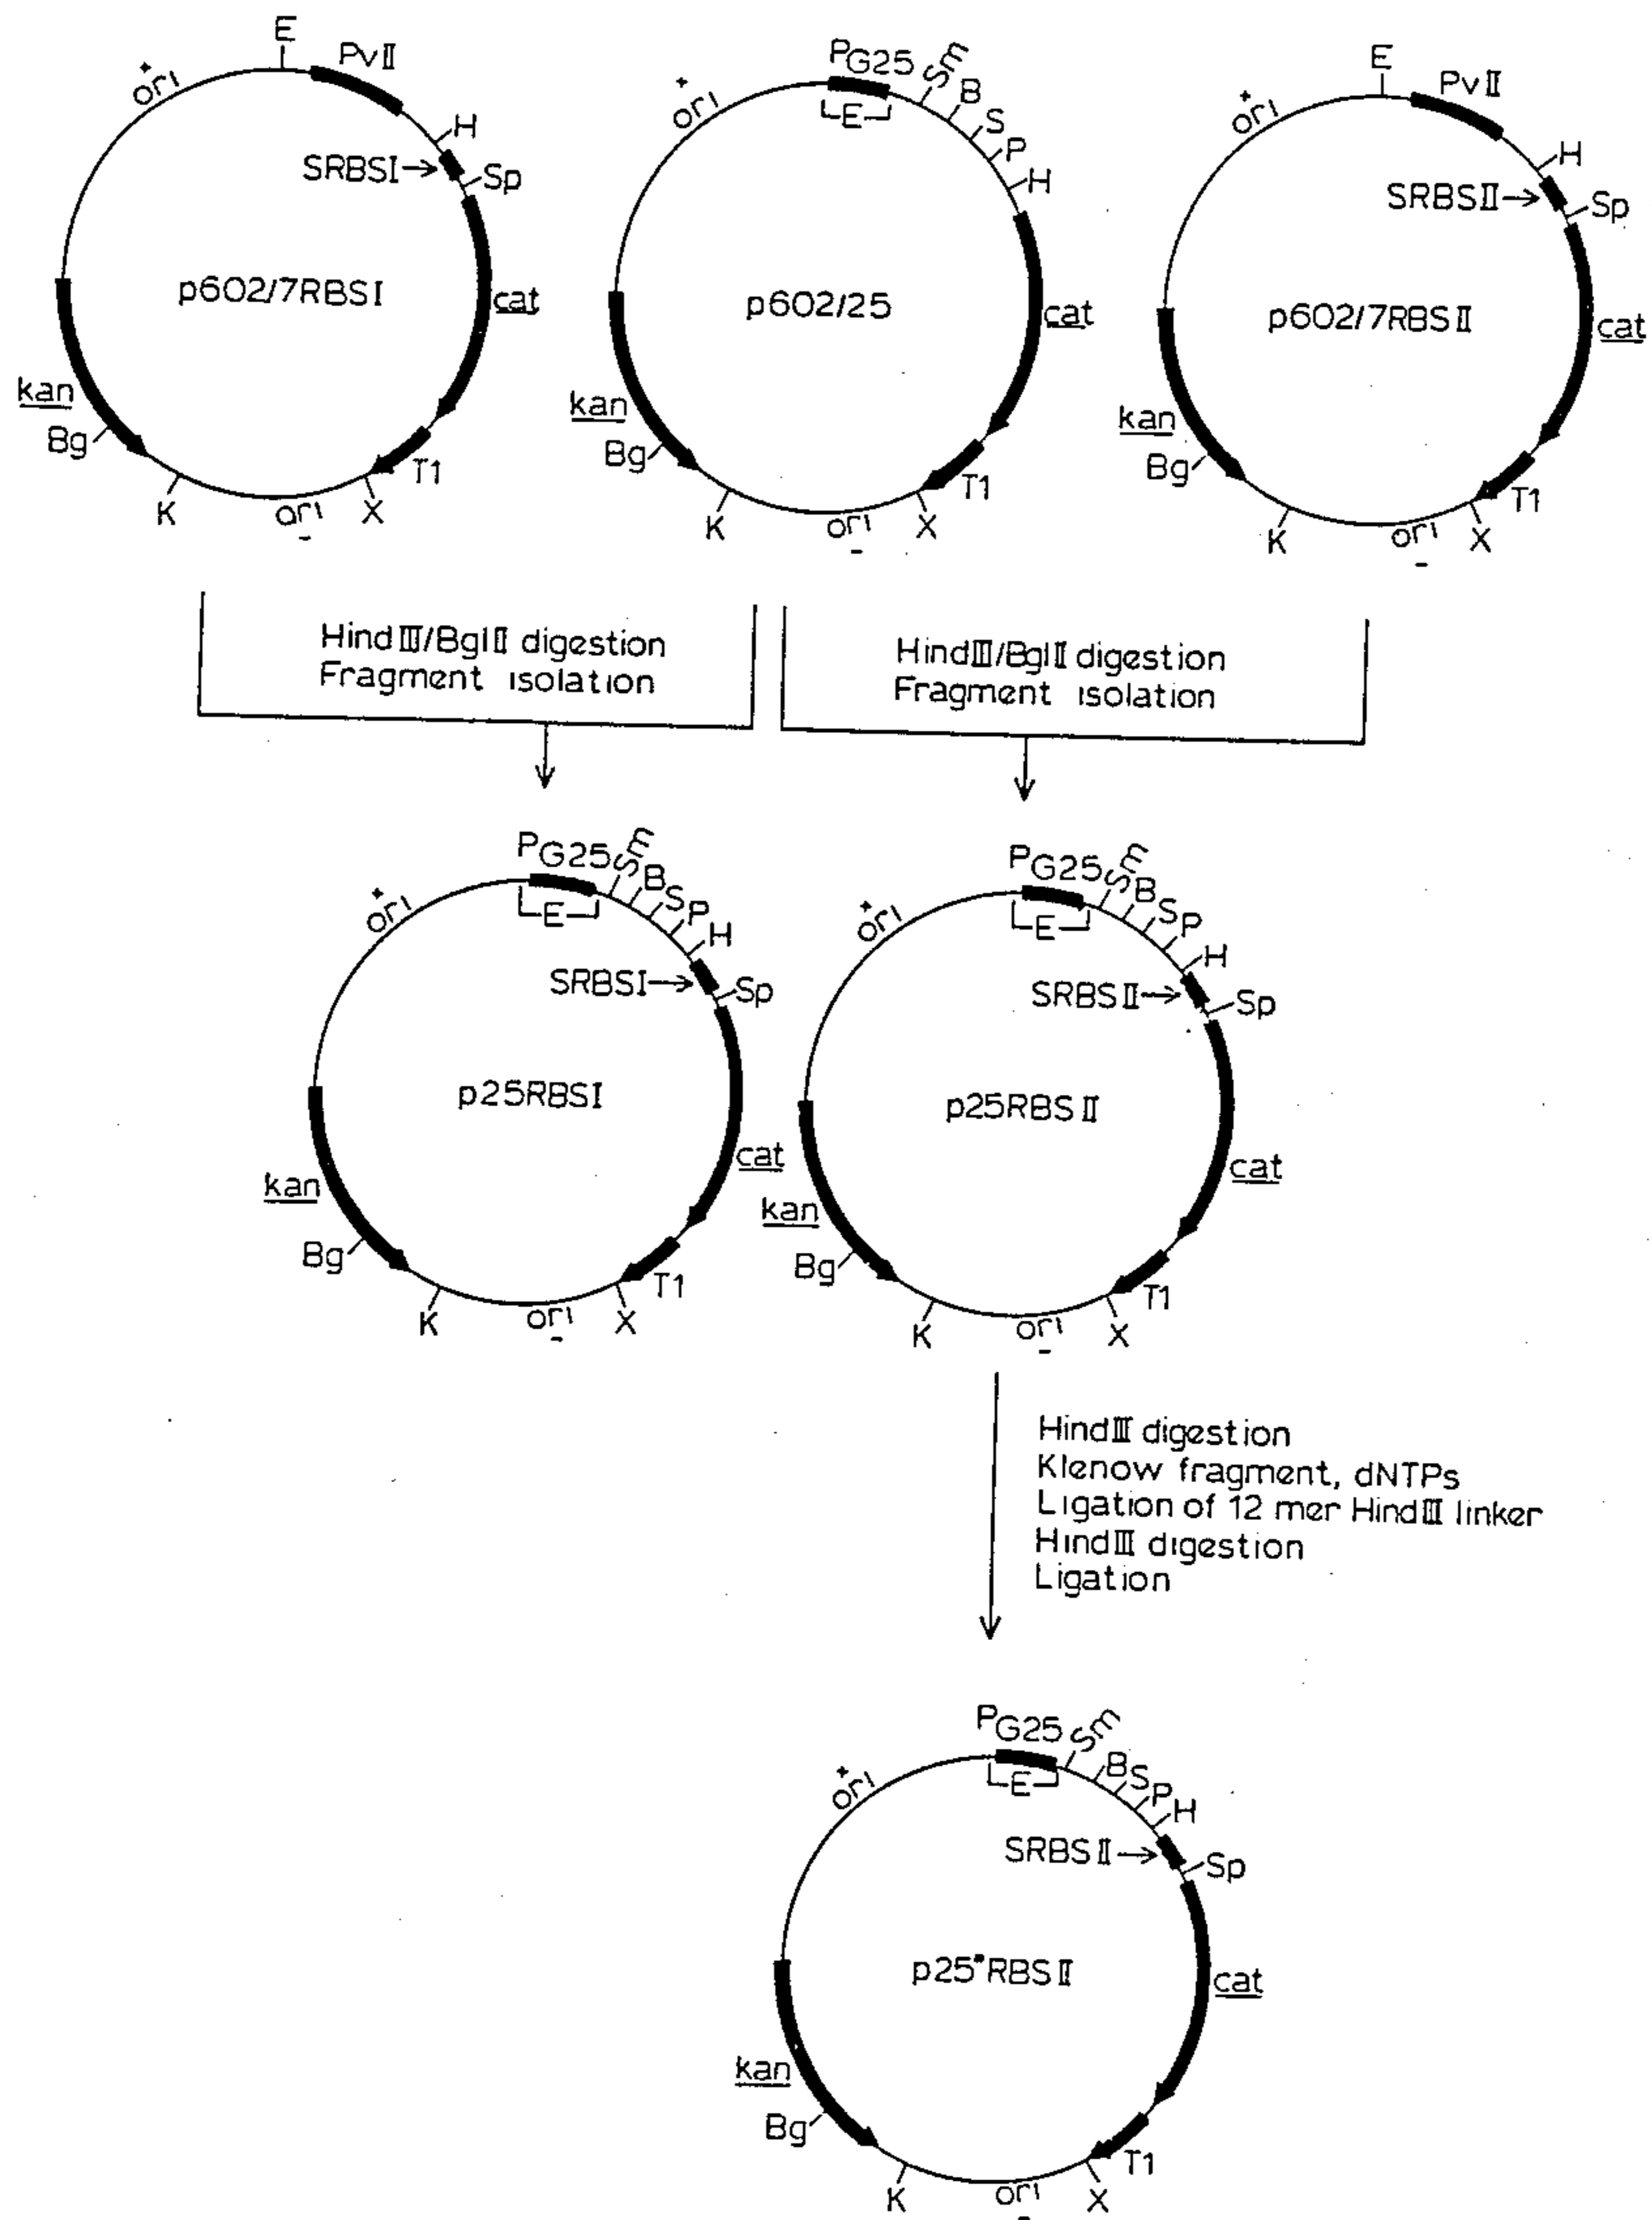 E
PvII
+
ori
H
SRBSI
Sp
p602/7RBSI
cat
kan
Bg
T1
K
ori
-
X
PG25
Sm
B
S
P
H
+
ori
E
p602/25
cat
kan
Bg
T1
K
ori
-
X
E
PvII
+
ori
H
SRBSII
Sp
p602/7RBSII
cat
kan
Bg
T1
K
ori
-
X
HindIII/BglII digestion
Fragment isolation
HindIII/BglII digestion
Fragment isolation
PG25
Sm
B
S
P
H
+
ori
E
SRBSI
Sp
p25RBSI
cat
kan
Bg
T1
K
ori
-
X
PG25
Sm
B
S
P
H
+
ori
E
SRBSII
Sp
p25RBSII
cat
kan
Bg
T1
K
ori
-
X
HindIII digestion
Klenow fragment, dNTPs
Ligation of 12 mer HindIII linker
HindIII digestion
Ligation
PG25
Sm
B
S
P
H
+
ori
E
SRBSII
Sp
p25*RBSII
cat
kan
Bg
T1
K
ori
-
X